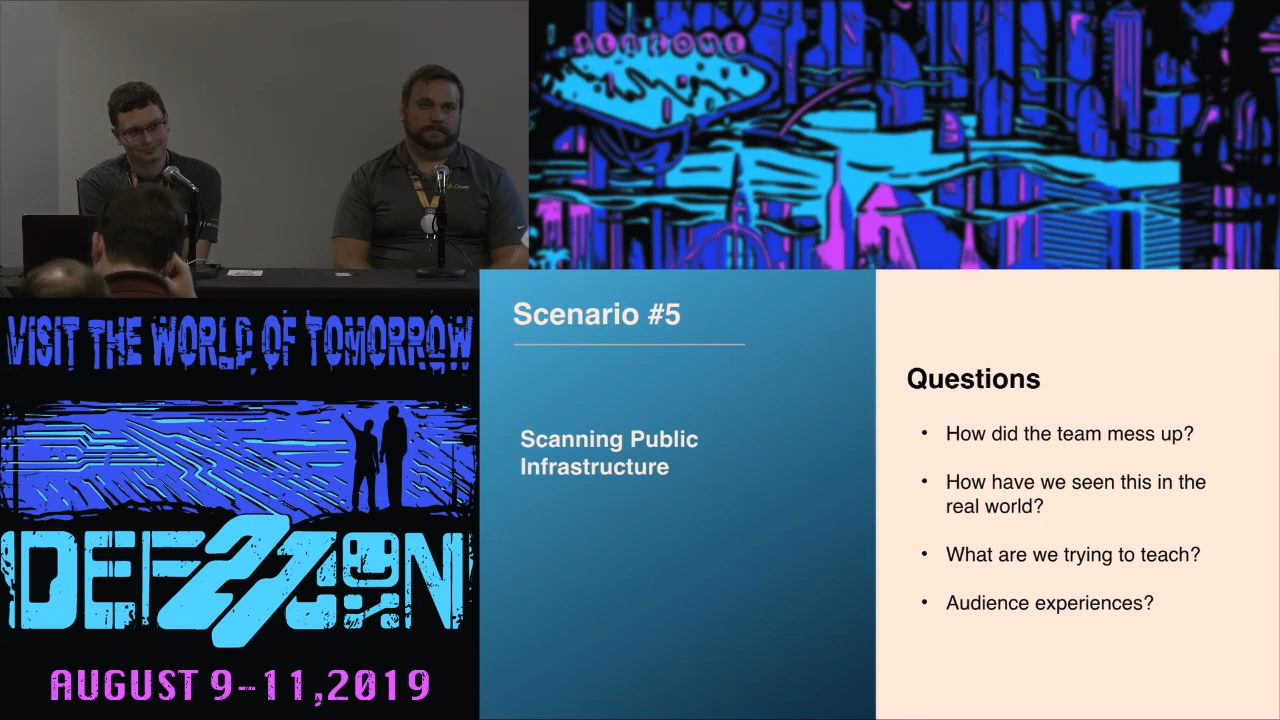 WELCOME
VISIT THE WORLD OF TOMORROW
DEF CON
27
AUGUST 9-11, 2019
Scenario #5
Scanning Public
Infrastructure
Questions
• How did the team mess up?
• How have we seen this in the
real world?
• What are we trying to teach?
• Audience experiences?